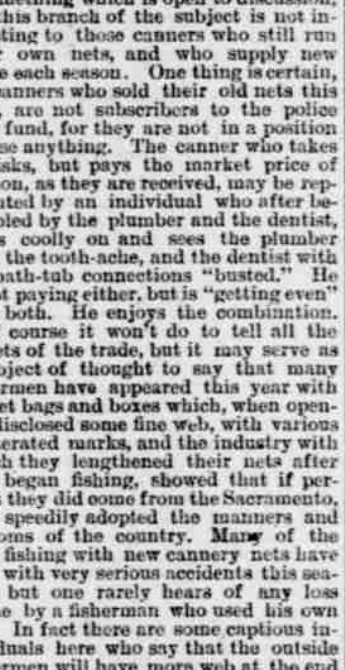 this branch of the subject is not in-
ting to those canners who still run
own nets, and who supply new
e each season. One thing is certain,
anners who sold their old nets this
, are not subscribers to the police
fund, for they are not in a position
se anything. The canner who takes
isks, but pays the market price of
on, as they are received, may be rep-
uted by an individual who after be-
bled by the plumber and the dentist,
s coolly on and sees the plumber
the tooth-ache, and the dentist with
bath-tub connections "busted." He
t paying either, but is "getting even"
both. He enjoys the combination.
course it won't do to tell all the
ets of the trade, but it may serve as
bject of thought to say that many
ermen have appeared this year with
et bags and boxes which, when open-
disclosed some fine web, with various
erated marks, and the industry with
h they lengthened their nets after
began fishing, showed that if per-
they did come from the Sacramento,
speedily adopted the manners and
oms of the country. Many of the
fishing with new cannery nets have
with very serious accidents this sea-
but one rarely hears of any loss
e by a fisherman who used his own
In fact there are some captious in-
duals here who say that the outside
ermen will have more web at the end